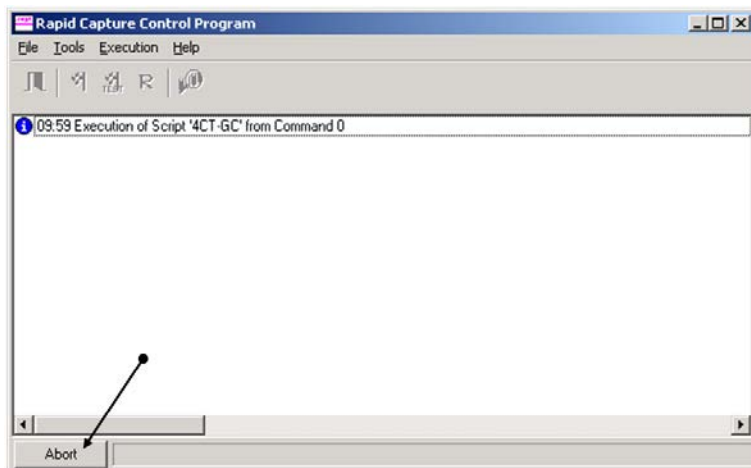 Rapid Capture Control Program
File Tools Execution Help
R
09:59 Execution of Script '4CT-GC' from Command 0
Abort